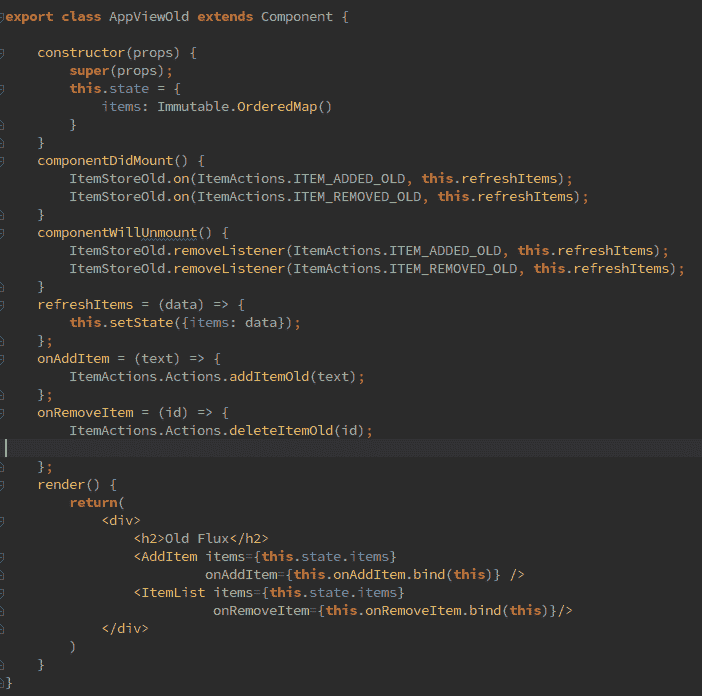 export class AppViewOld extends Component {
constructor(props) {
super(props);
this.state = {
items: Immutable.OrderedMap()
}
}
componentDidMount() {
ItemStoreOld.on(ItemActions.ITEM_ADDED_OLD, this.refreshItems);
ItemStoreOld.on(ItemActions.ITEM_REMOVED_OLD, this.refreshItems);
}
componentWillUnmount() {
ItemStoreOld.removeListener(ItemActions.ITEM_ADDED_OLD, this.refreshItems);
ItemStoreOld.removeListener(ItemActions.ITEM_REMOVED_OLD, this.refreshItems);
}
refreshItems = (data) => {
this.setState({items: data});
};
onAddItem = (text) => {
ItemActions.Actions.addItemOld(text);
};
onRemoveItem = (id) => {
ItemActions.Actions.deleteItemOld(id);
};
render() {
return(
<div>
<h2>Old Flux</h2>
<AddItem items={this.state.items}
onAddItem={this.onAddItem.bind(this)} />
<ItemList items={this.state.items}
onRemoveItem={this.onRemoveItem.bind(this)}/>
</div>
)
}
}